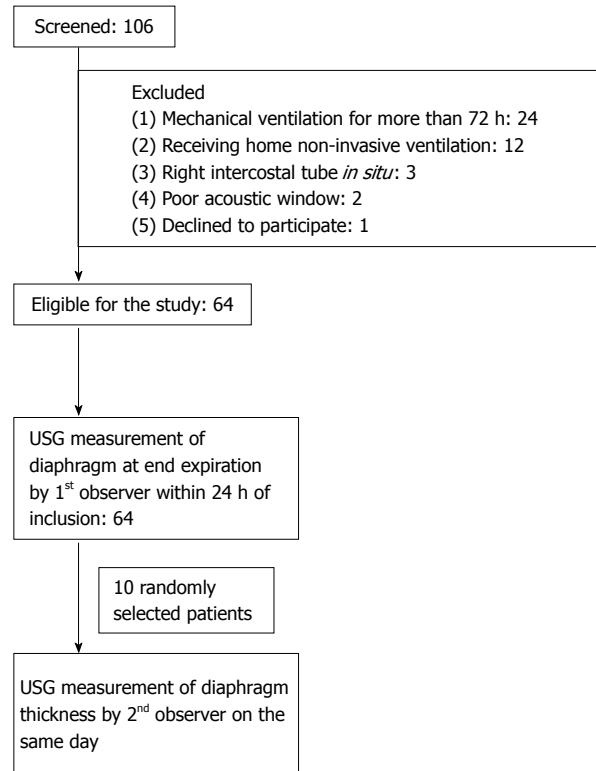 Screened: 106
Excluded
(1) Mechanical ventilation for more than 72 h: 24
(2) Receiving home non-invasive ventilation: 12
(3) Right intercostal tube in situ: 3
(4) Poor acoustic window: 2
(5) Declined to participate: 1
Eligible for the study: 64
USG measurement of
diaphragm at end expiration
by 1st observer within 24 h of
inclusion: 64
10 randomly
selected patients
USG measurement of diaphragm
thickness by 2nd observer on the
same day